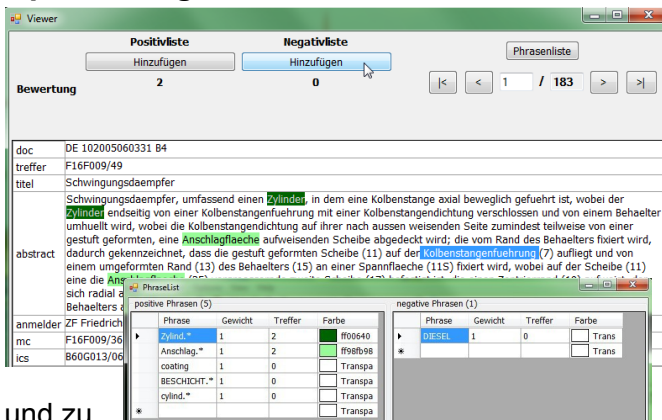 Viewer
Positivliste Negativliste
Hinzufügen Hinzufügen Phrasenliste
Bewertung 2 0 |< < 1 / 183 > >|
doc DE 102005060331 B4
treffer F16F009/49
titel Schwingungsdaempfer
Schwingungsdaempfer, umfassend einen Zylinder, in dem eine Kolbenstange axial beweglich gefuehrt ist, wobei der
Zylinder endseitig von einer Kolbenstangenfuehrung mit einer Kolbenstangendichtung verschlossen und von einem Behaelter
umhuellt wird, wobei die Kolbenstangendichtung auf ihrer nach aussen weisenden Seite zumindest teilweise von einer
gestuft geformten, eine Anschlagflaeche aufweisenden Scheibe abgedeckt wird; die vom Rand des Behaelters fixiert wird,
abstract dadurch gekennzeichnet, dass die gestuft geformten Scheibe (11) auf der Kolbenstangenfuehrung (7) aufliegt und von
einem umgeformten Rand (13) des Behaelters (15) an einer Spannflaeche (11S) fixiert wird, wobei auf der Scheibe (11)
eine die
sich radial a
Behaelters
anmelder ZF Friedrich
mc F16F009/36
ics B60G013/06
PhraseList
positive Phrasen (5) negative Phrasen (1)
Phrase Gewicht Treffer Farbe Phrase Gewicht Treffer Farbe
Zylind.* 1 2 ff00640 DIESEL 1 0 Trans
Anschlag.* 1 2 ff98fb98 Trans
coating 1 0 Transpa
BESCHICHT.* 1 0 Transpa
cylind.* 1 0 Transpa
Transpa
und zu